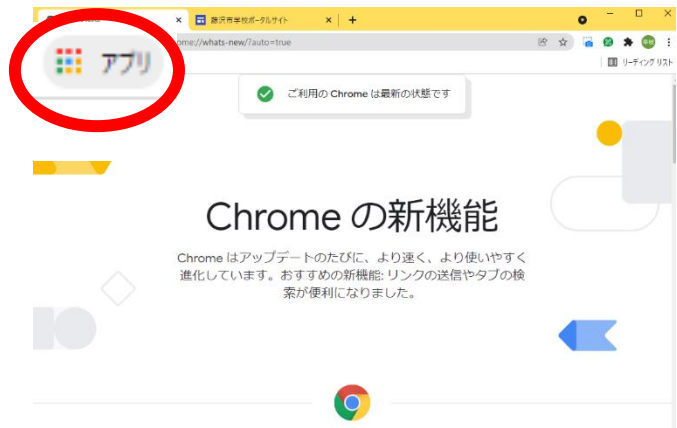 藤沢市学校ポータルサイト
ome://whats-new/?auto=true
アプリ
リーディング リスト
ご利用の Chrome は最新の状態です
Chrome の新機能
Chrome はアップデートのたびに、より速く、より使いやすく
進化しています。おすすめの新機能: リンクの送信やタブの検
索が便利になりました。